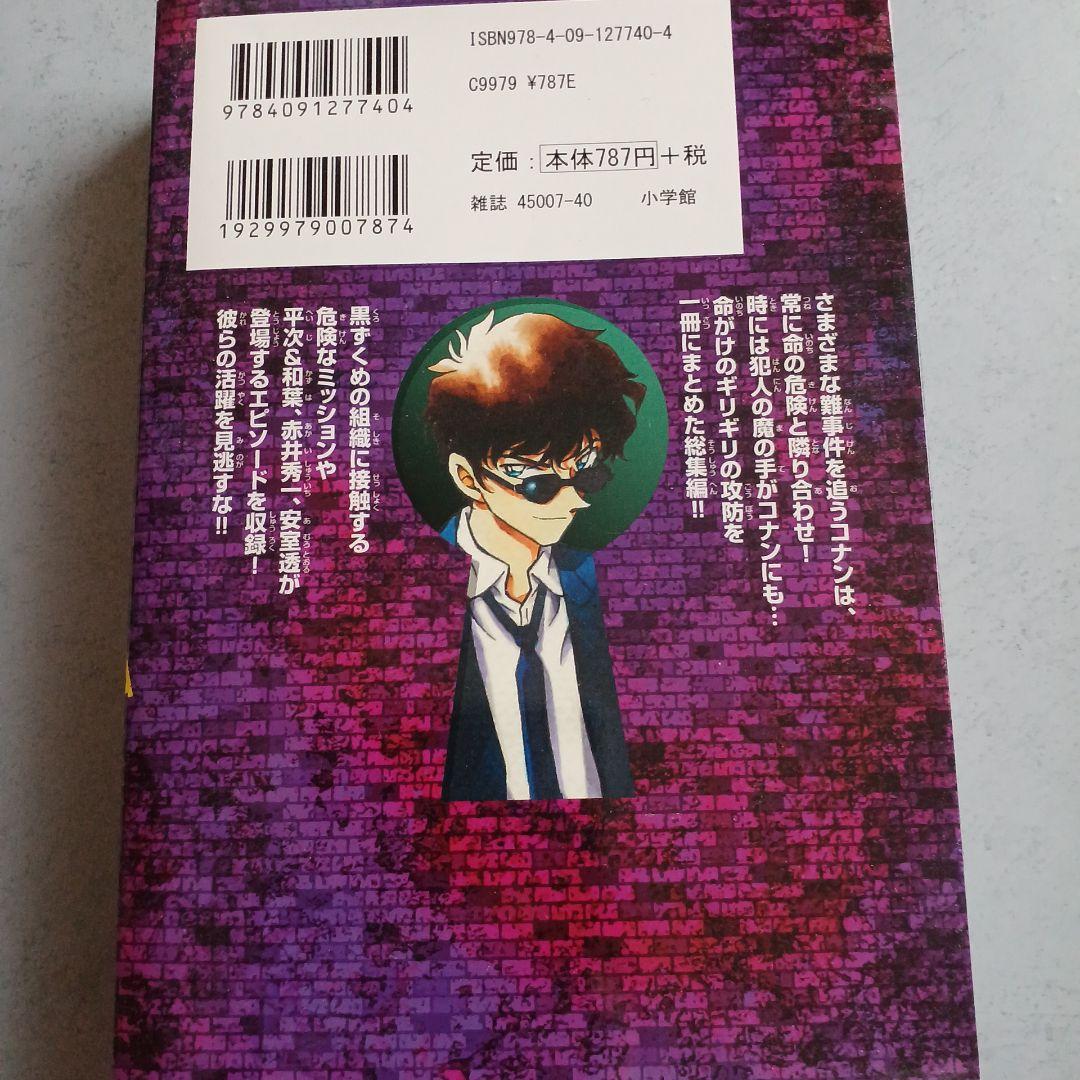 ISBN978-4-09-127740-4
9784091277404
C9979 ¥787E
定価：本体787円＋税
1929979007874
雑誌 45007-40 小学館
さまざまな難事件を追うコナンは、
常に命の危険と隣り合わせ！
時には犯人の魔の手がコナンにも…
命がけのギリギリの攻防を
一冊にまとめた総集編!!
黒ずくめの組織に接触する
危険なミッションや
平次&和葉、赤井秀一、安室透が
登場するエピソードを収録！
彼らの活躍を見逃すな!!